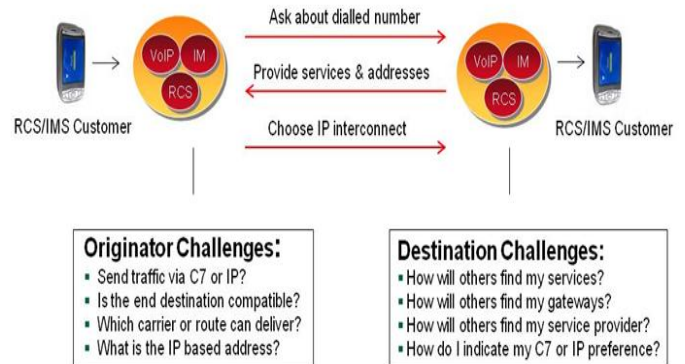 Ask about dialled number
VoIP IM
RCS
Provide services & addresses
VoIP IM
RCS
RCS/IMS Customer
Choose IP interconnect
RCS/IMS Customer
Originator Challenges:
▪ Send traffic via C7 or IP?
▪ Is the end destination compatible?
▪ Which carrier or route can deliver?
▪ What is the IP based address?
Destination Challenges:
▪ How will others find my services?
▪ How will others find my gateways?
▪ How will others find my service provider?
▪ How do I indicate my C7 or IP preference?